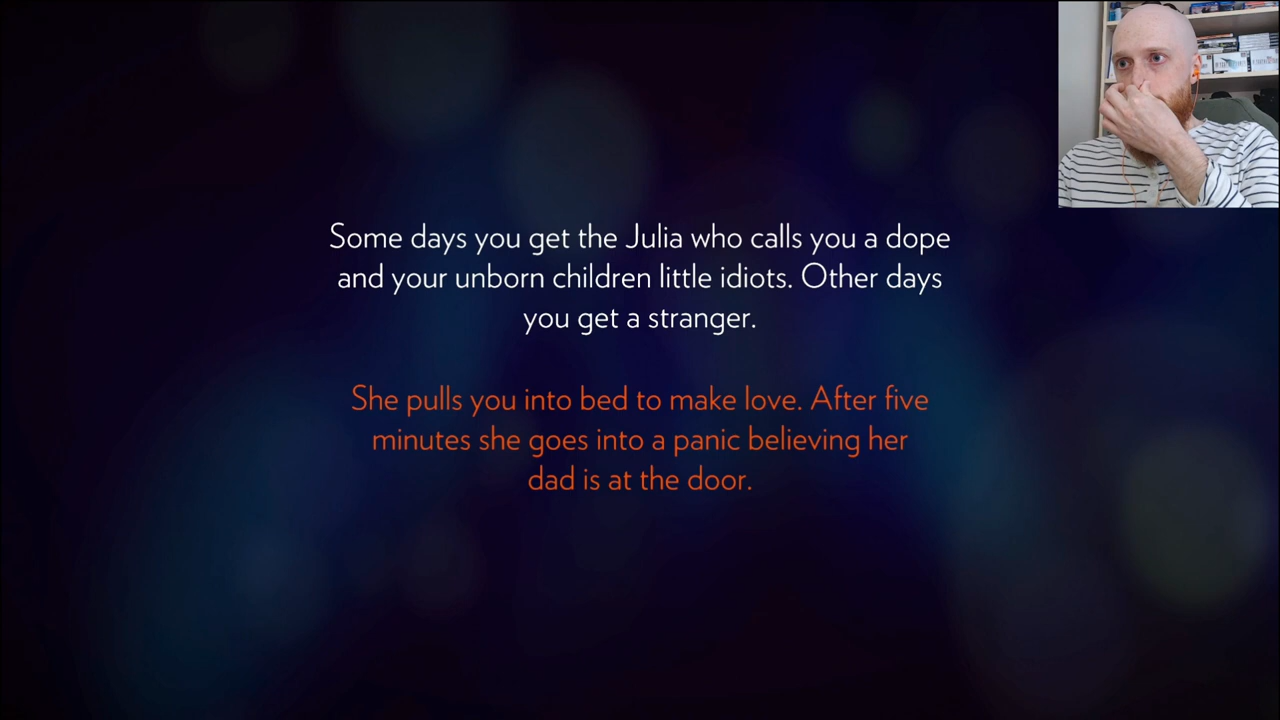 Some days you get the Julia who calls you a dope
and your unborn children little idiots. Other days
you get a stranger.
She pulls you into bed to make love. After five
minutes she goes into a panic believing her
dad is at the door.